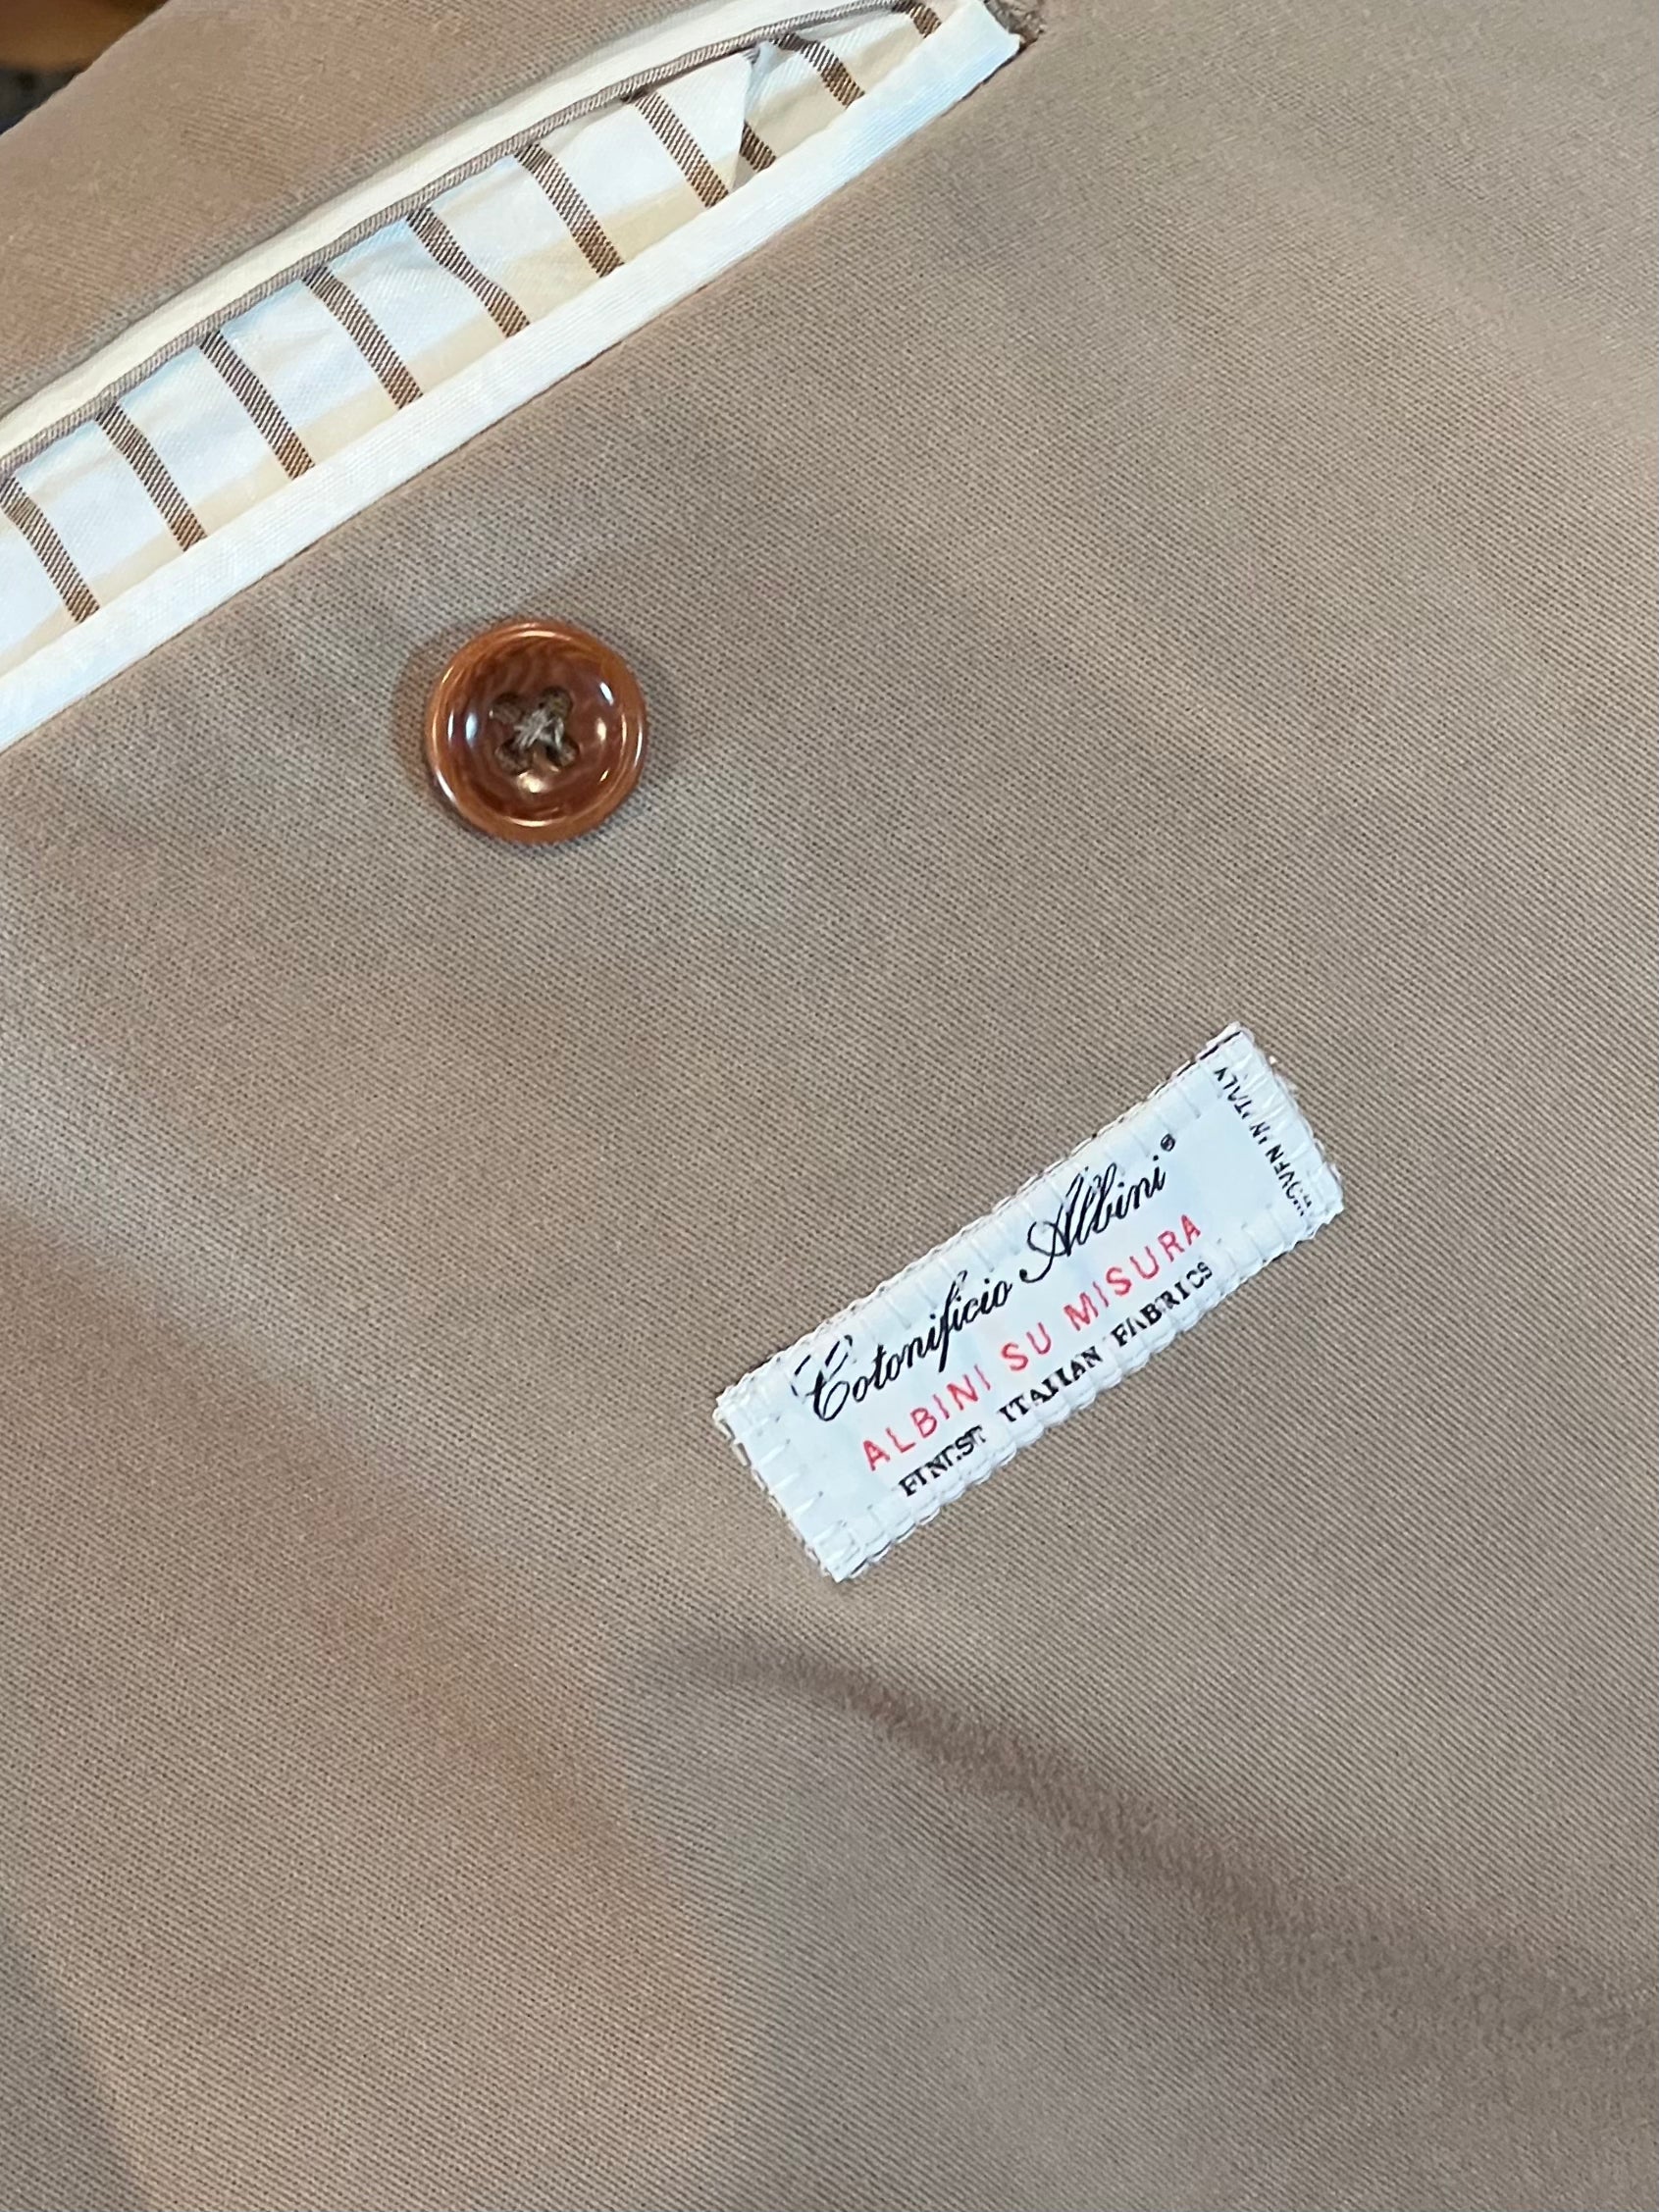 Cotonificio Albini®
ALBINI SU MISURA
FINEST ITALIAN FABRICS
WOVEN IN ITALY